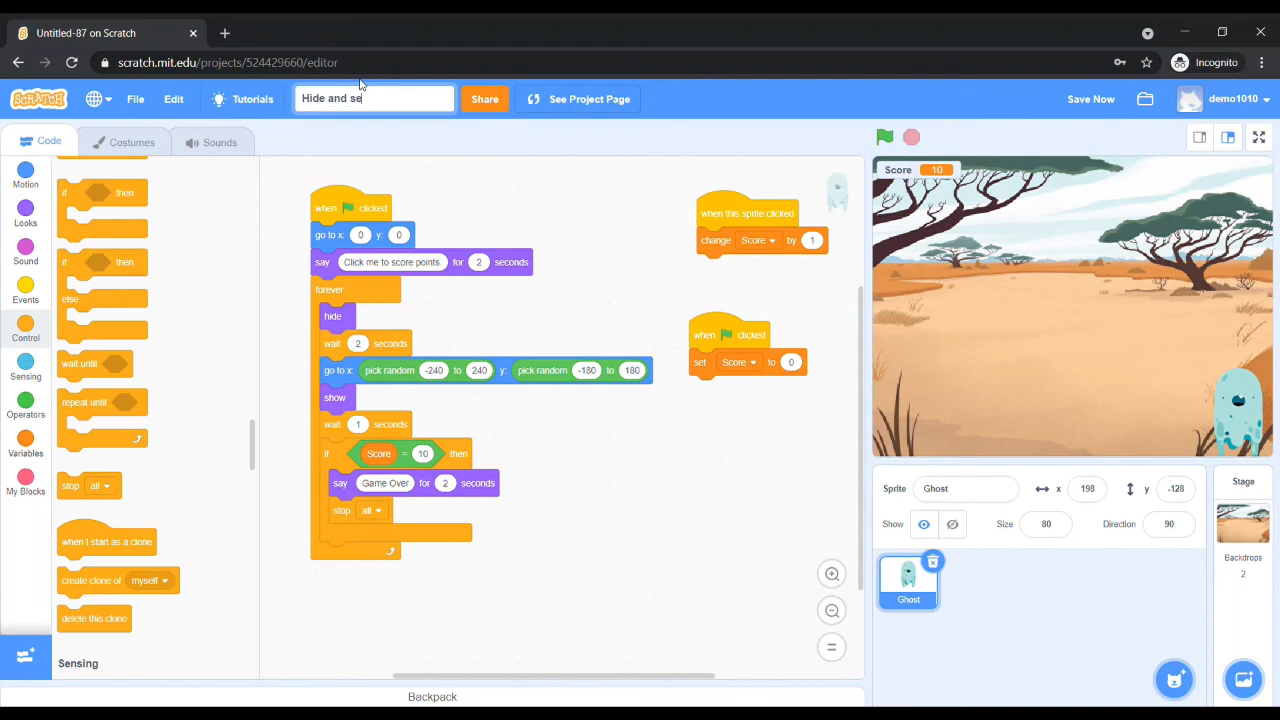 Untitled-87 on Scratch
scratch.mit.edu/projects/524429660/editor
Incognito
SCRATCH
File
Edit
Tutorials
Hide and se
Share
See Project Page
Save Now
demo1010
Code
Costumes
Sounds
Motion
Looks
Sound
Events
Control
Sensing
Operators
Variables
My Blocks
if then
if then
else
wait until
repeat until
stop all
when I start as a clone
create clone of myself
delete this clone
Sensing
when clicked
go to x: 0 y: 0
say Click me to score points. for 2 seconds
forever
hide
wait 2 seconds
go to x: pick random -240 to 240 y: pick random -180 to 180
show
wait 1 seconds
if Score = 10 then
say Game Over for 2 seconds
stop all
when this sprite clicked
change Score by 1
when clicked
set Score to 0
Backpack
Score 10
Sprite Ghost x 198 y -128
Show Size 80 Direction 90
Ghost
Stage
Backdrops
2